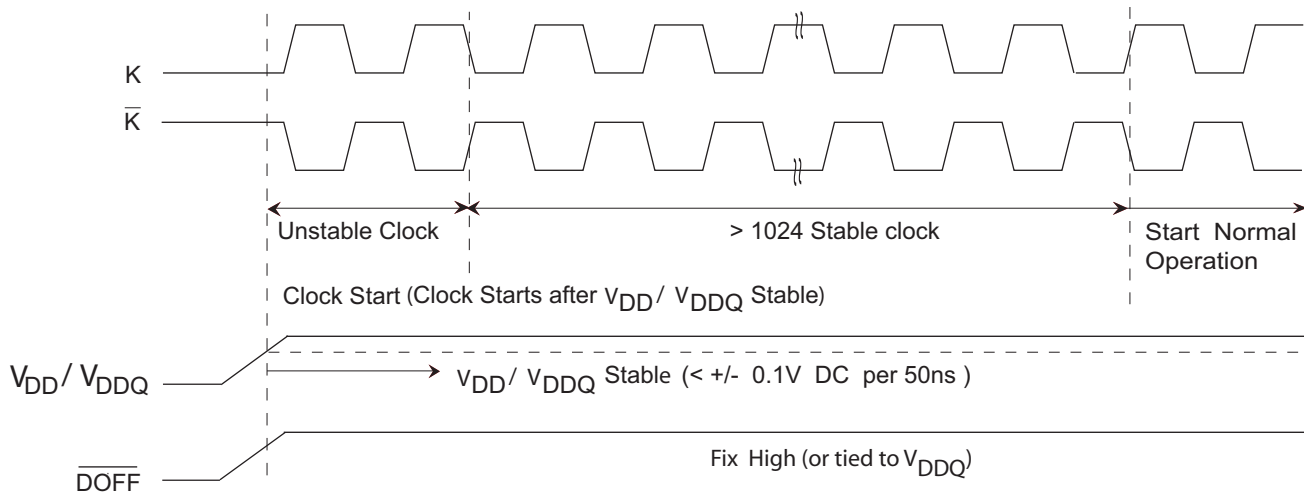 K
K̅
Unstable Clock
> 1024 Stable clock
Start Normal
Operation
Clock Start (Clock Starts after VDD/ VDDQ Stable)
VDD/ VDDQ
VDD/ VDDQ Stable (< +/- 0.1V DC per 50ns )
Fix High (or tied to VDDQ)
D̅O̅F̅F̅